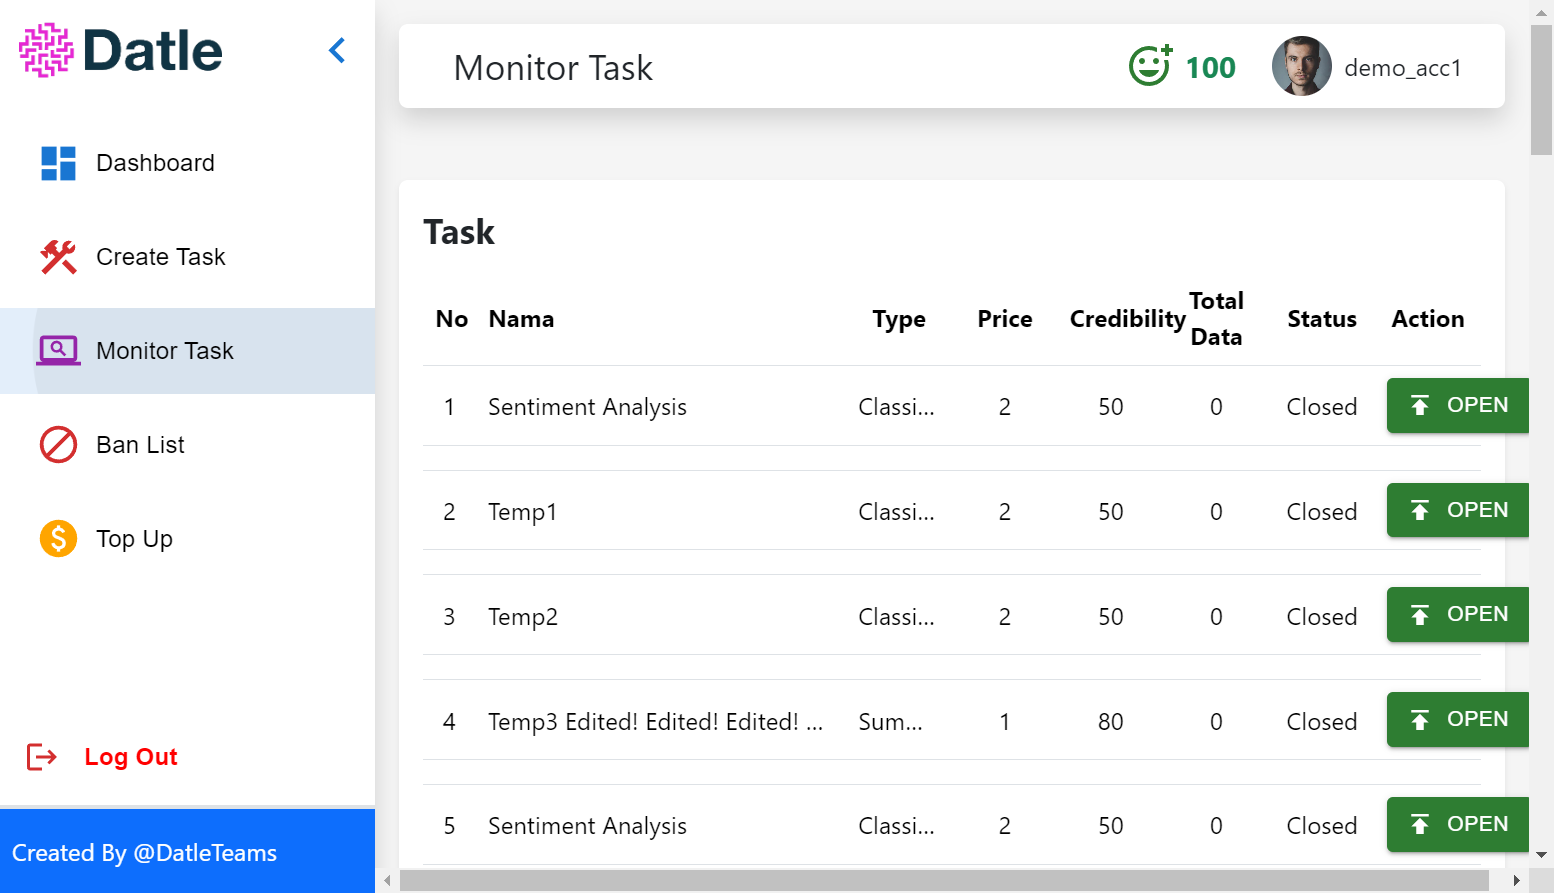 Datle
Monitor Task
100
demo_acc1
Dashboard
Create Task
Monitor Task
Ban List
Top Up
Log Out
Created By @DatleTeams
Task
No Nama Type Price Credibility Total Data Status Action
1 Sentiment Analysis Classi... 2 50 0 Closed OPEN
2 Temp1 Classi... 2 50 0 Closed OPEN
3 Temp2 Classi... 2 50 0 Closed OPEN
4 Temp3 Edited! Edited! Edited! ... Sum... 1 80 0 Closed OPEN
5 Sentiment Analysis Classi... 2 50 0 Closed OPEN